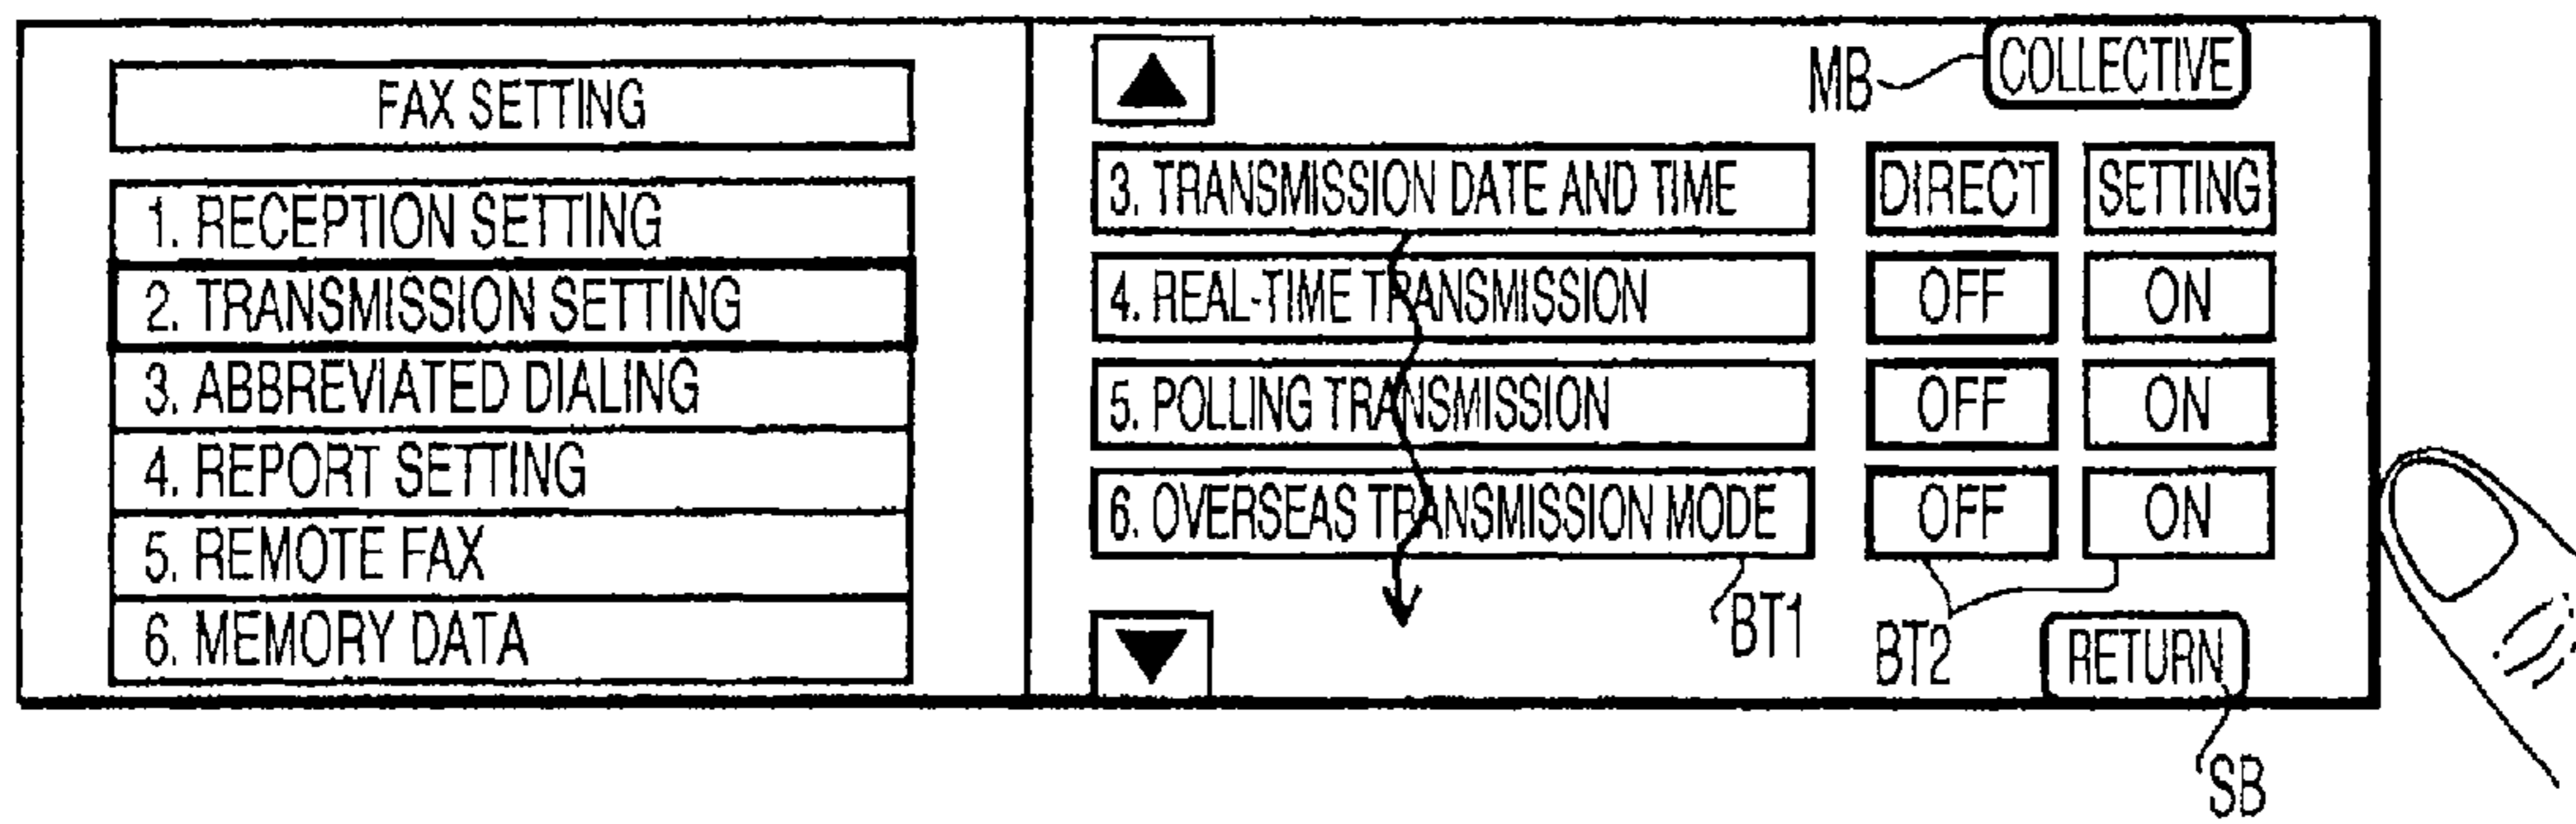 FAX SETTING
1. RECEPTION SETTING
2. TRANSMISSION SETTING
3. ABBREVIATED DIALING
4. REPORT SETTING
5. REMOTE FAX
6. MEMORY DATA
MB COLLECTIVE
3. TRANSMISSION DATE AND TIME DIRECT SETTING
4. REAL-TIME TRANSMISSION OFF ON
5. POLLING TRANSMISSION OFF ON
6. OVERSEAS TRANSMISSION MODE OFF ON
BT1 BT2 RETURN
SB